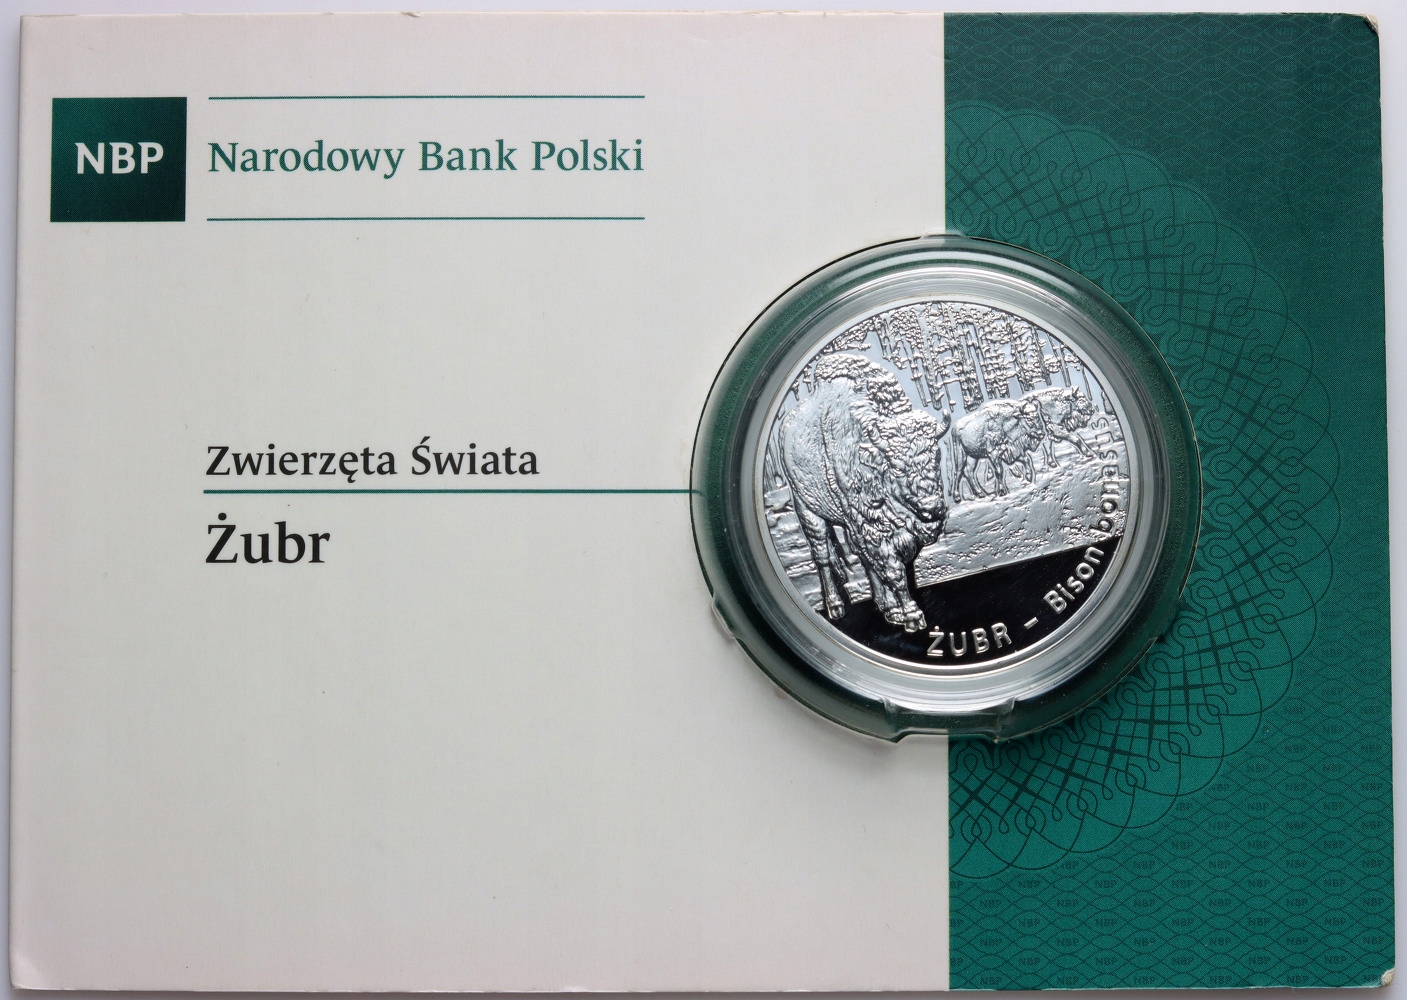 NBP
Narodowy Bank Polski
Zwierzęta Świata
Żubr
ŻUBR – Bison bonasus